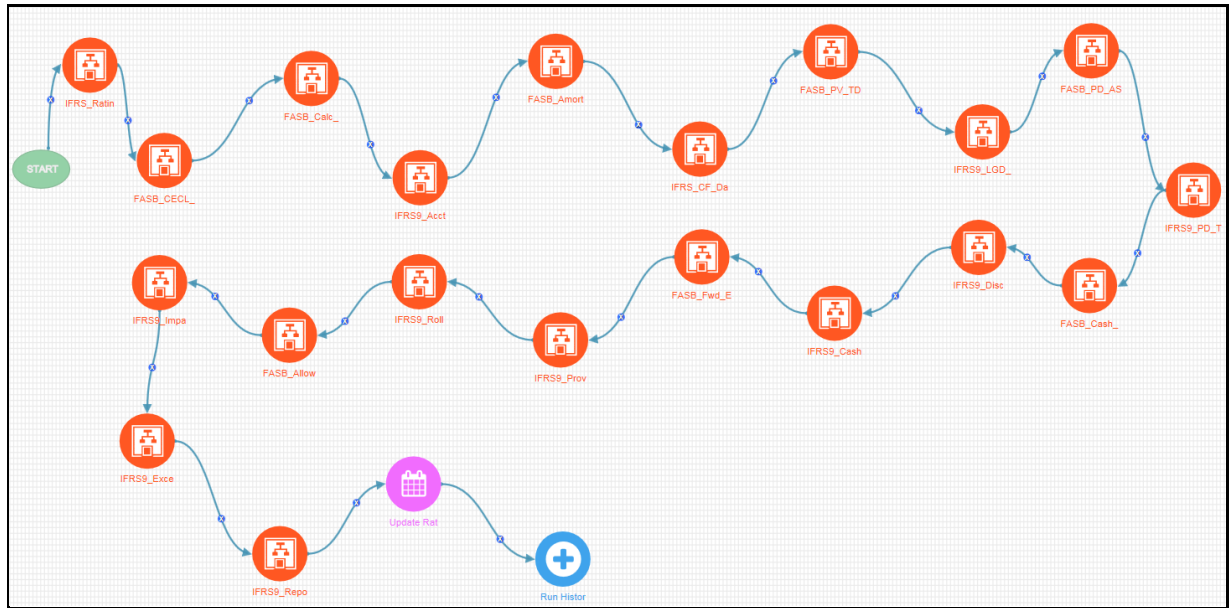 START
IFRS_Ratin
FASB_CECL_
FASB_Calc_
IFRS9_Acct
FASB_Amort
IFRS_CF_Da
FASB_PV_TD
IFRS9_LGD_
FASB_PD_AS
IFRS9_PD_T
FASB_Cash_
IFRS9_Disc
IFRS9_Cash
FASB_Fwd_E
IFRS9_Prov
IFRS9_Roll
FASB_Allow
IFRS9_Impa
IFRS9_Exce
IFRS9_Repo
Update Rat
Run Histor